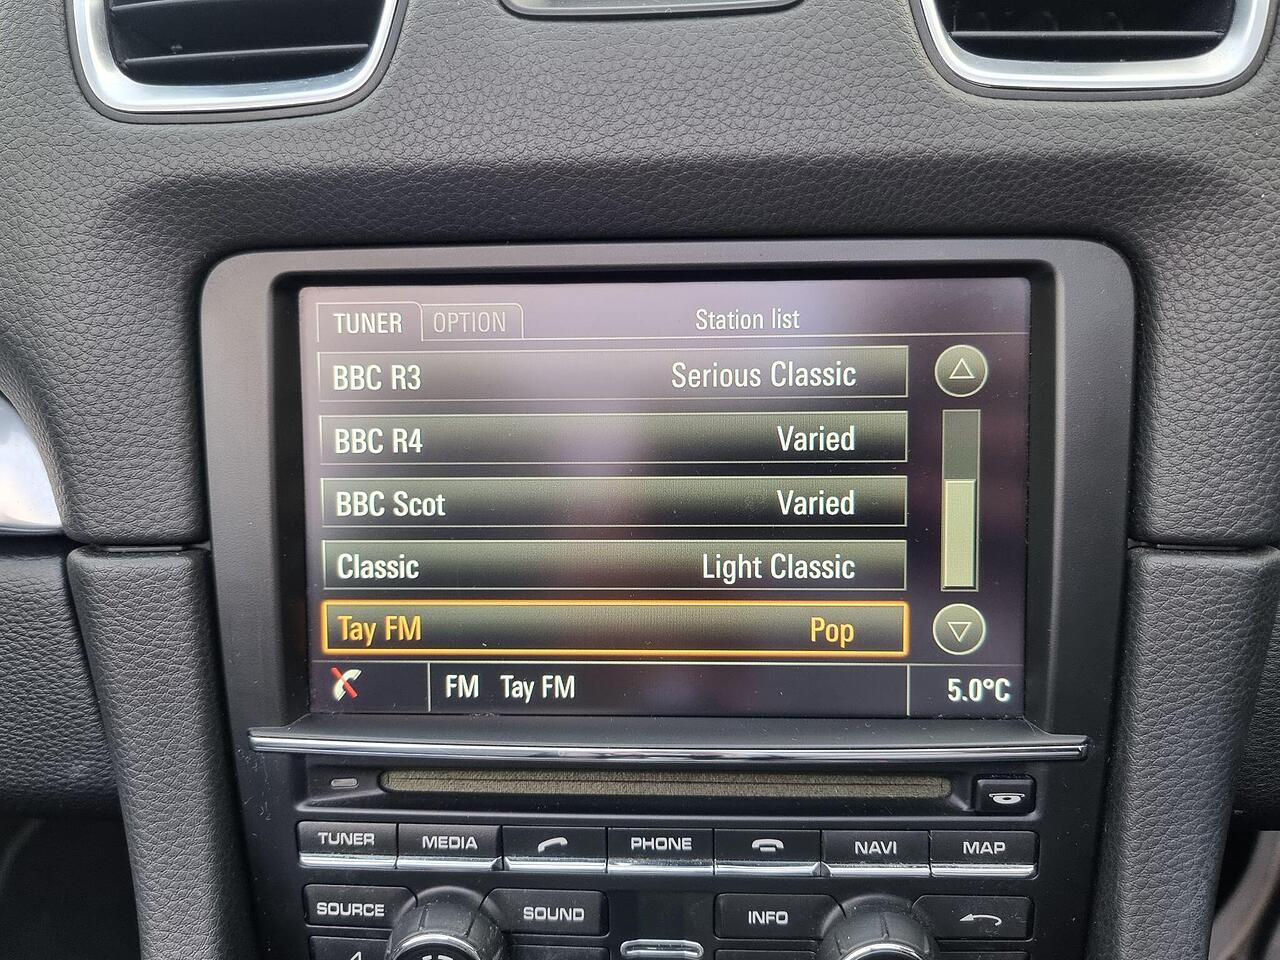 TUNER OPTION Station list
BBC R3 Serious Classic
BBC R4 Varied
BBC Scot Varied
Classic Light Classic
Tay FM Pop
FM Tay FM 5.0°C
TUNER MEDIA PHONE NAVI MAP
SOURCE SOUND INFO